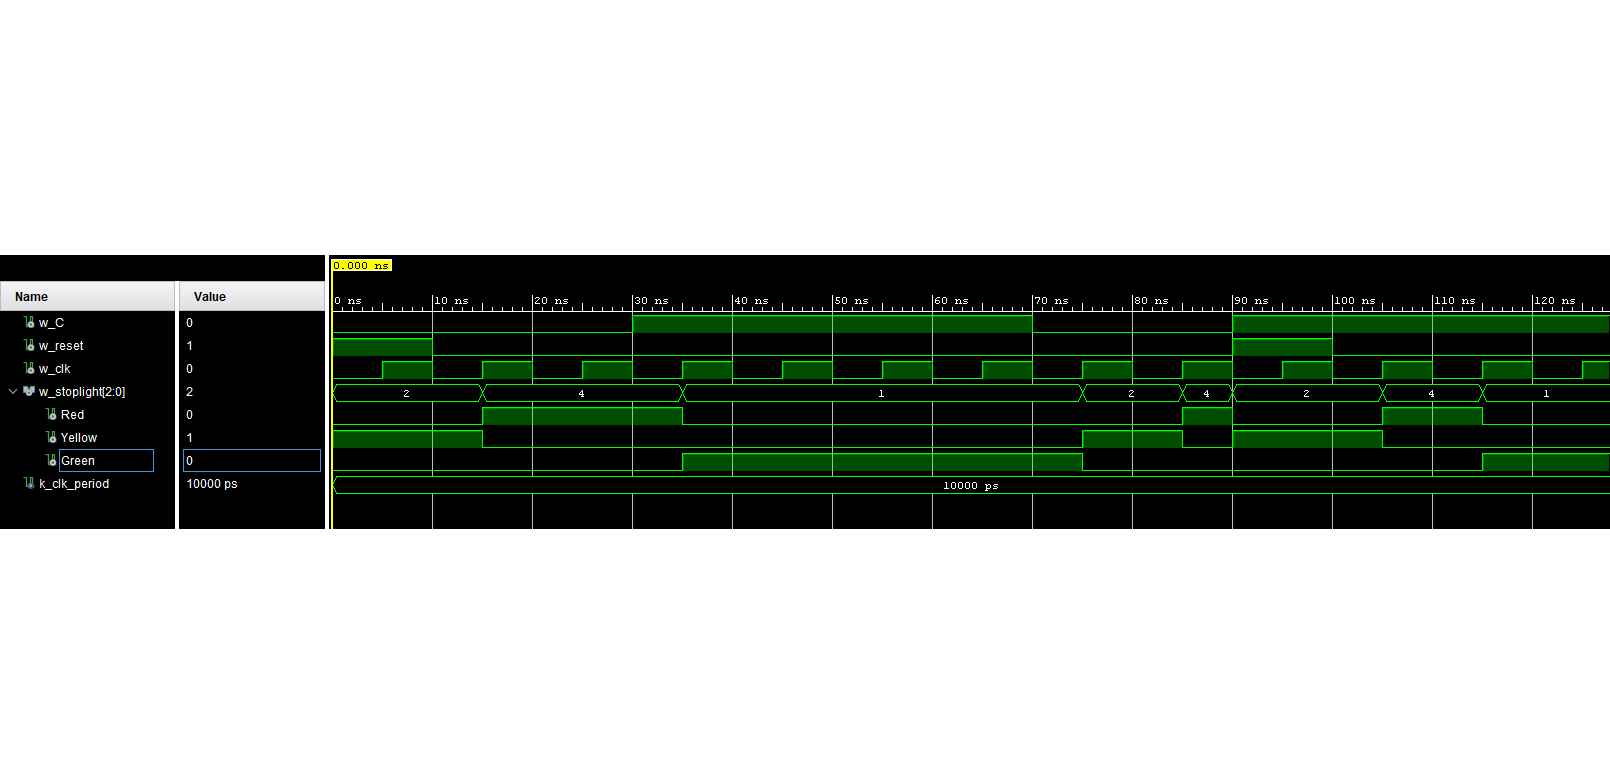 0.000 ns
Name Value
0 ns 10 ns 20 ns 30 ns 40 ns 50 ns 60 ns 70 ns 80 ns 90 ns 100 ns 110 ns 120 ns
w_C 0
w_reset 1
w_clk 0
w_stoplight[2:0] 2 2 4 1 2 4 2 4 1
Red 0
Yellow 1
Green 0
k_clk_period 10000 ps 10000 ps